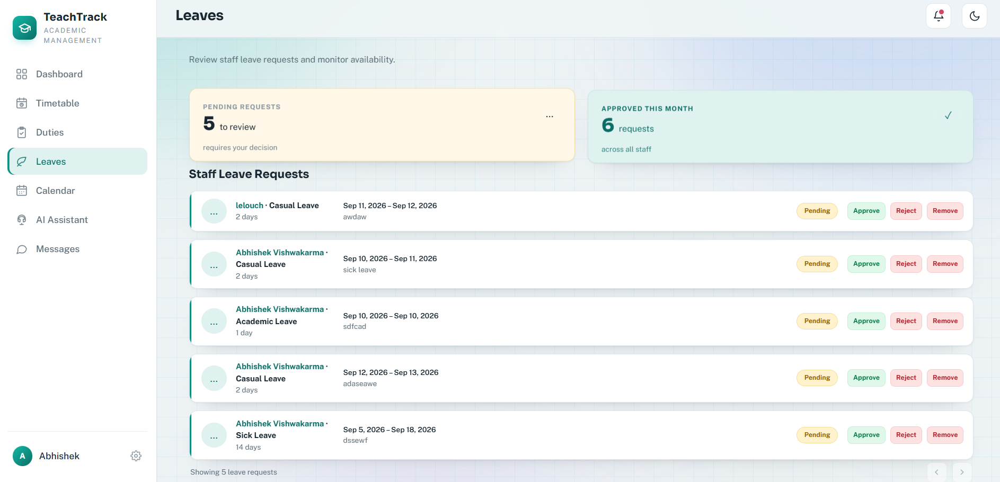 TeachTrack
ACADEMIC
MANAGEMENT
Dashboard
Timetable
Duties
Leaves
Calendar
AI Assistant
Messages
A
Abhishek
Leaves
Review staff leave requests and monitor availability.
PENDING REQUESTS
5 to review
requires your decision
...
APPROVED THIS MONTH
6 requests
across all staff
✓
Staff Leave Requests
...
lelouch · Casual Leave
2 days
Sep 11, 2026 – Sep 12, 2026
awdaw
Pending Approve Reject Remove
...
Abhishek Vishwakarma ·
Casual Leave
2 days
Sep 10, 2026 – Sep 11, 2026
sick leave
Pending Approve Reject Remove
...
Abhishek Vishwakarma ·
Academic Leave
1 day
Sep 10, 2026 – Sep 10, 2026
sdfcad
Pending Approve Reject Remove
...
Abhishek Vishwakarma ·
Casual Leave
2 days
Sep 12, 2026 – Sep 13, 2026
adaseawe
Pending Approve Reject Remove
...
Abhishek Vishwakarma ·
Sick Leave
14 days
Sep 5, 2026 – Sep 18, 2026
dssewf
Pending Approve Reject Remove
Showing 5 leave requests